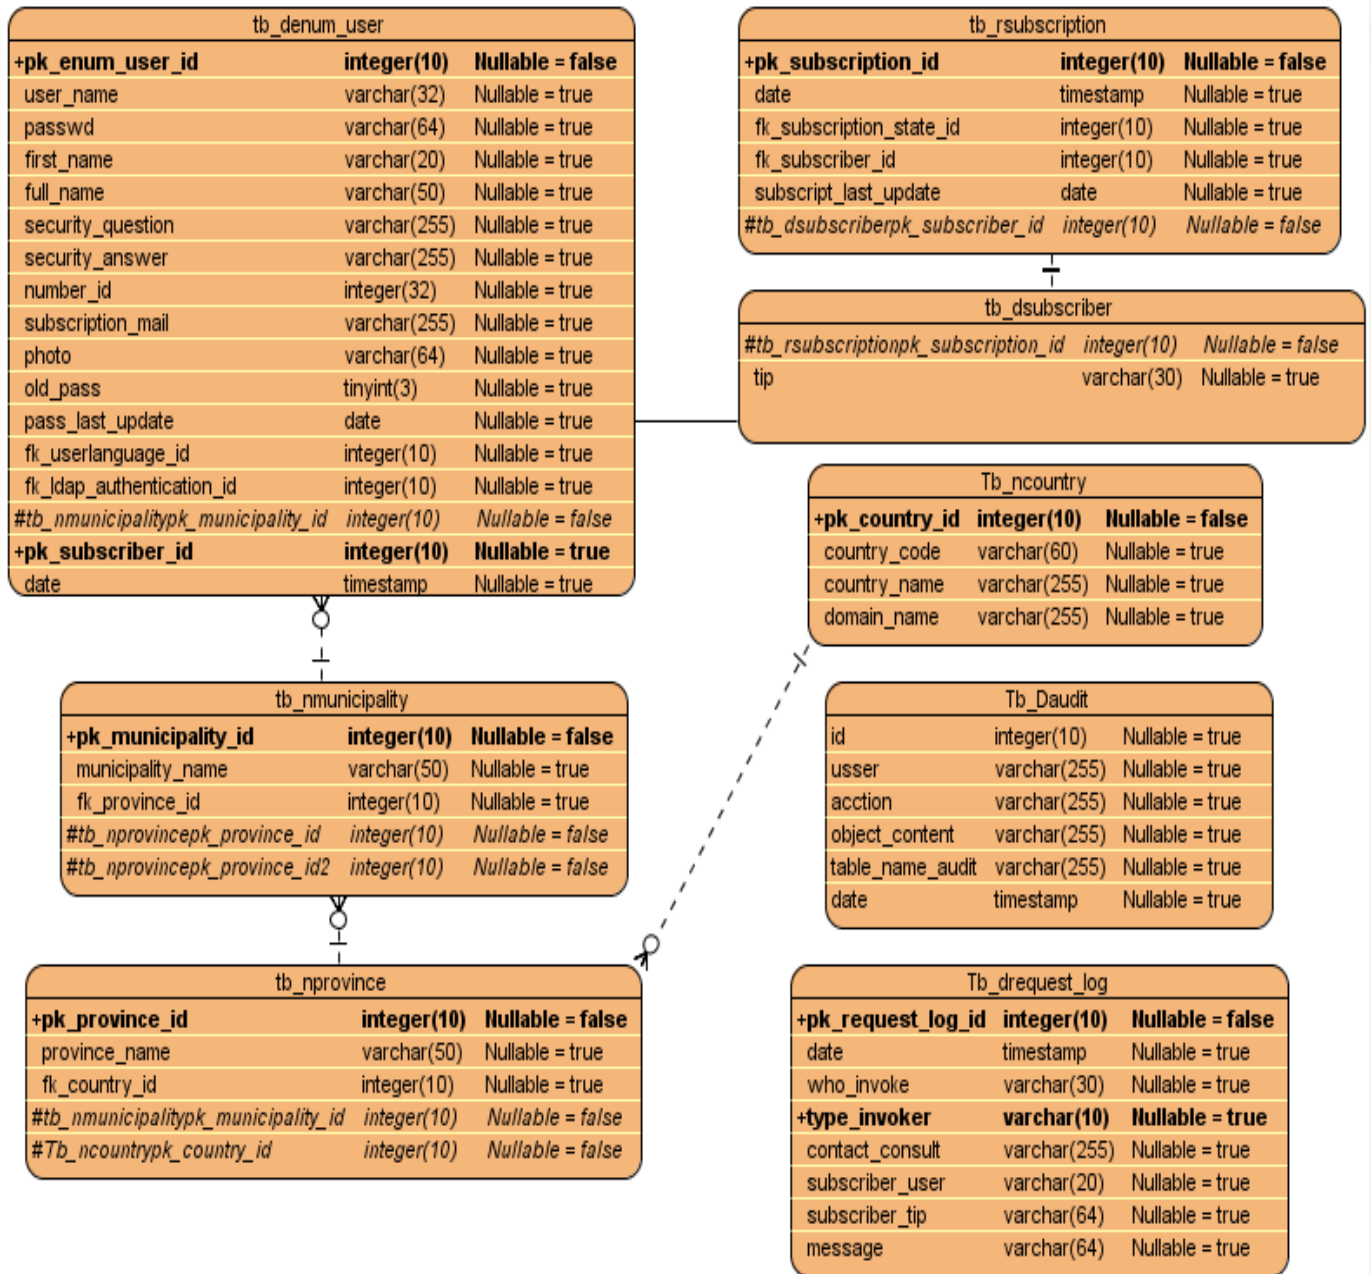 tb_denum_user
+pk_enum_user_id integer(10) Nullable = false
user_name varchar(32) Nullable = true
passwd varchar(64) Nullable = true
first_name varchar(20) Nullable = true
full_name varchar(50) Nullable = true
security_question varchar(255) Nullable = true
security_answer varchar(255) Nullable = true
number_id integer(32) Nullable = true
subscription_mail varchar(255) Nullable = true
photo varchar(64) Nullable = true
old_pass tinyint(3) Nullable = true
pass_last_update date Nullable = true
fk_userlanguage_id integer(10) Nullable = true
fk_ldap_authentication_id integer(10) Nullable = true
#tb_nmunicipalitypk_municipality_id integer(10) Nullable = false
+pk_subscriber_id integer(10) Nullable = true
date timestamp Nullable = true
tb_rsubscription
+pk_subscription_id integer(10) Nullable = false
date timestamp Nullable = true
fk_subscription_state_id integer(10) Nullable = true
fk_subscriber_id integer(10) Nullable = true
subscript_last_update date Nullable = true
#tb_dsubscriberpk_subscriber_id integer(10) Nullable = false
tb_dsubscriber
#tb_rsubscriptionpk_subscription_id integer(10) Nullable = false
tip varchar(30) Nullable = true
Tb_ncountry
+pk_country_id integer(10) Nullable = false
country_code varchar(60) Nullable = true
country_name varchar(255) Nullable = true
domain_name varchar(255) Nullable = true
tb_nmunicipality
+pk_municipality_id integer(10) Nullable = false
municipality_name varchar(50) Nullable = true
fk_province_id integer(10) Nullable = true
#tb_nprovincepk_province_id integer(10) Nullable = false
#tb_nprovincepk_province_id2 integer(10) Nullable = false
Tb_Daudit
id integer(10) Nullable = true
usser varchar(255) Nullable = true
acction varchar(255) Nullable = true
object_content varchar(255) Nullable = true
table_name_audit varchar(255) Nullable = true
date timestamp Nullable = true
tb_nprovince
+pk_province_id integer(10) Nullable = false
province_name varchar(50) Nullable = true
fk_country_id integer(10) Nullable = true
#tb_nmunicipalitypk_municipality_id integer(10) Nullable = false
#Tb_ncountrypk_country_id integer(10) Nullable = false
Tb_drequest_log
+pk_request_log_id integer(10) Nullable = false
date timestamp Nullable = true
who_invoke varchar(30) Nullable = true
+type_invoker varchar(10) Nullable = true
contact_consult varchar(255) Nullable = true
subscriber_user varchar(20) Nullable = true
subscriber_tip varchar(64) Nullable = true
message varchar(64) Nullable = true